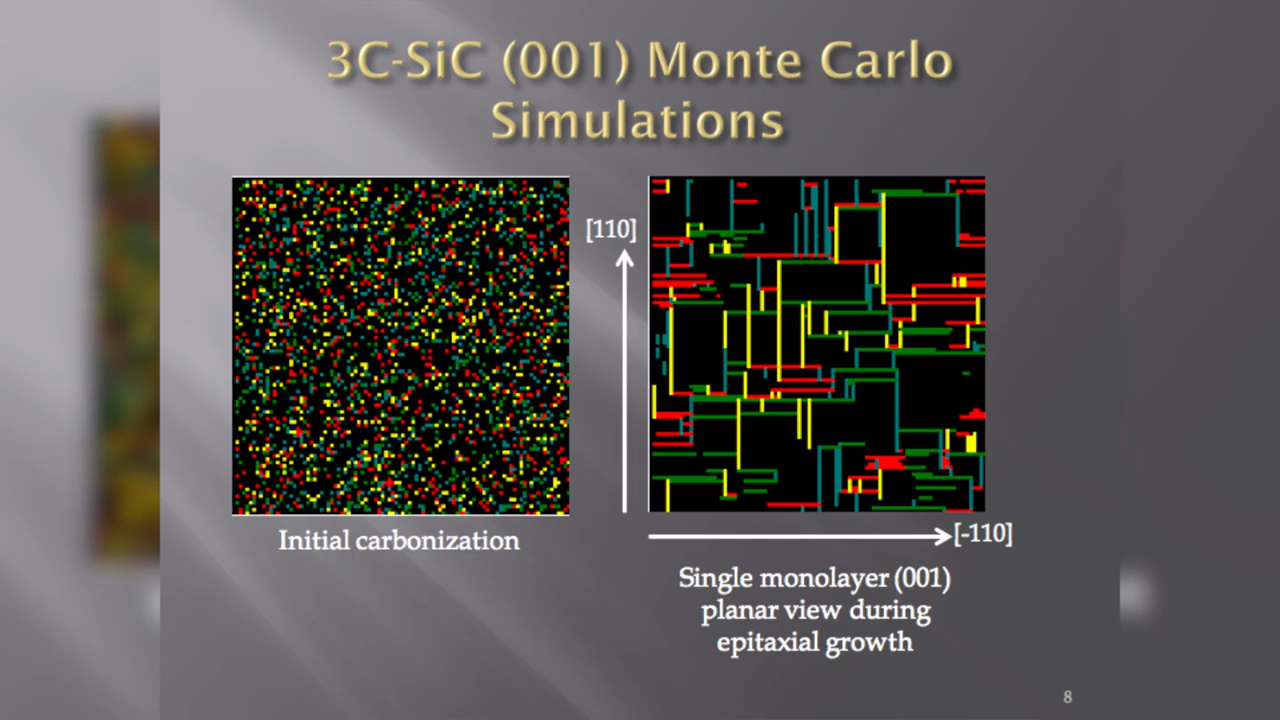 3C-SiC (001) Monte Carlo
Simulations
[110]
Initial carbonization
[-110]
Single monolayer (001)
planar view during
epitaxial growth
8